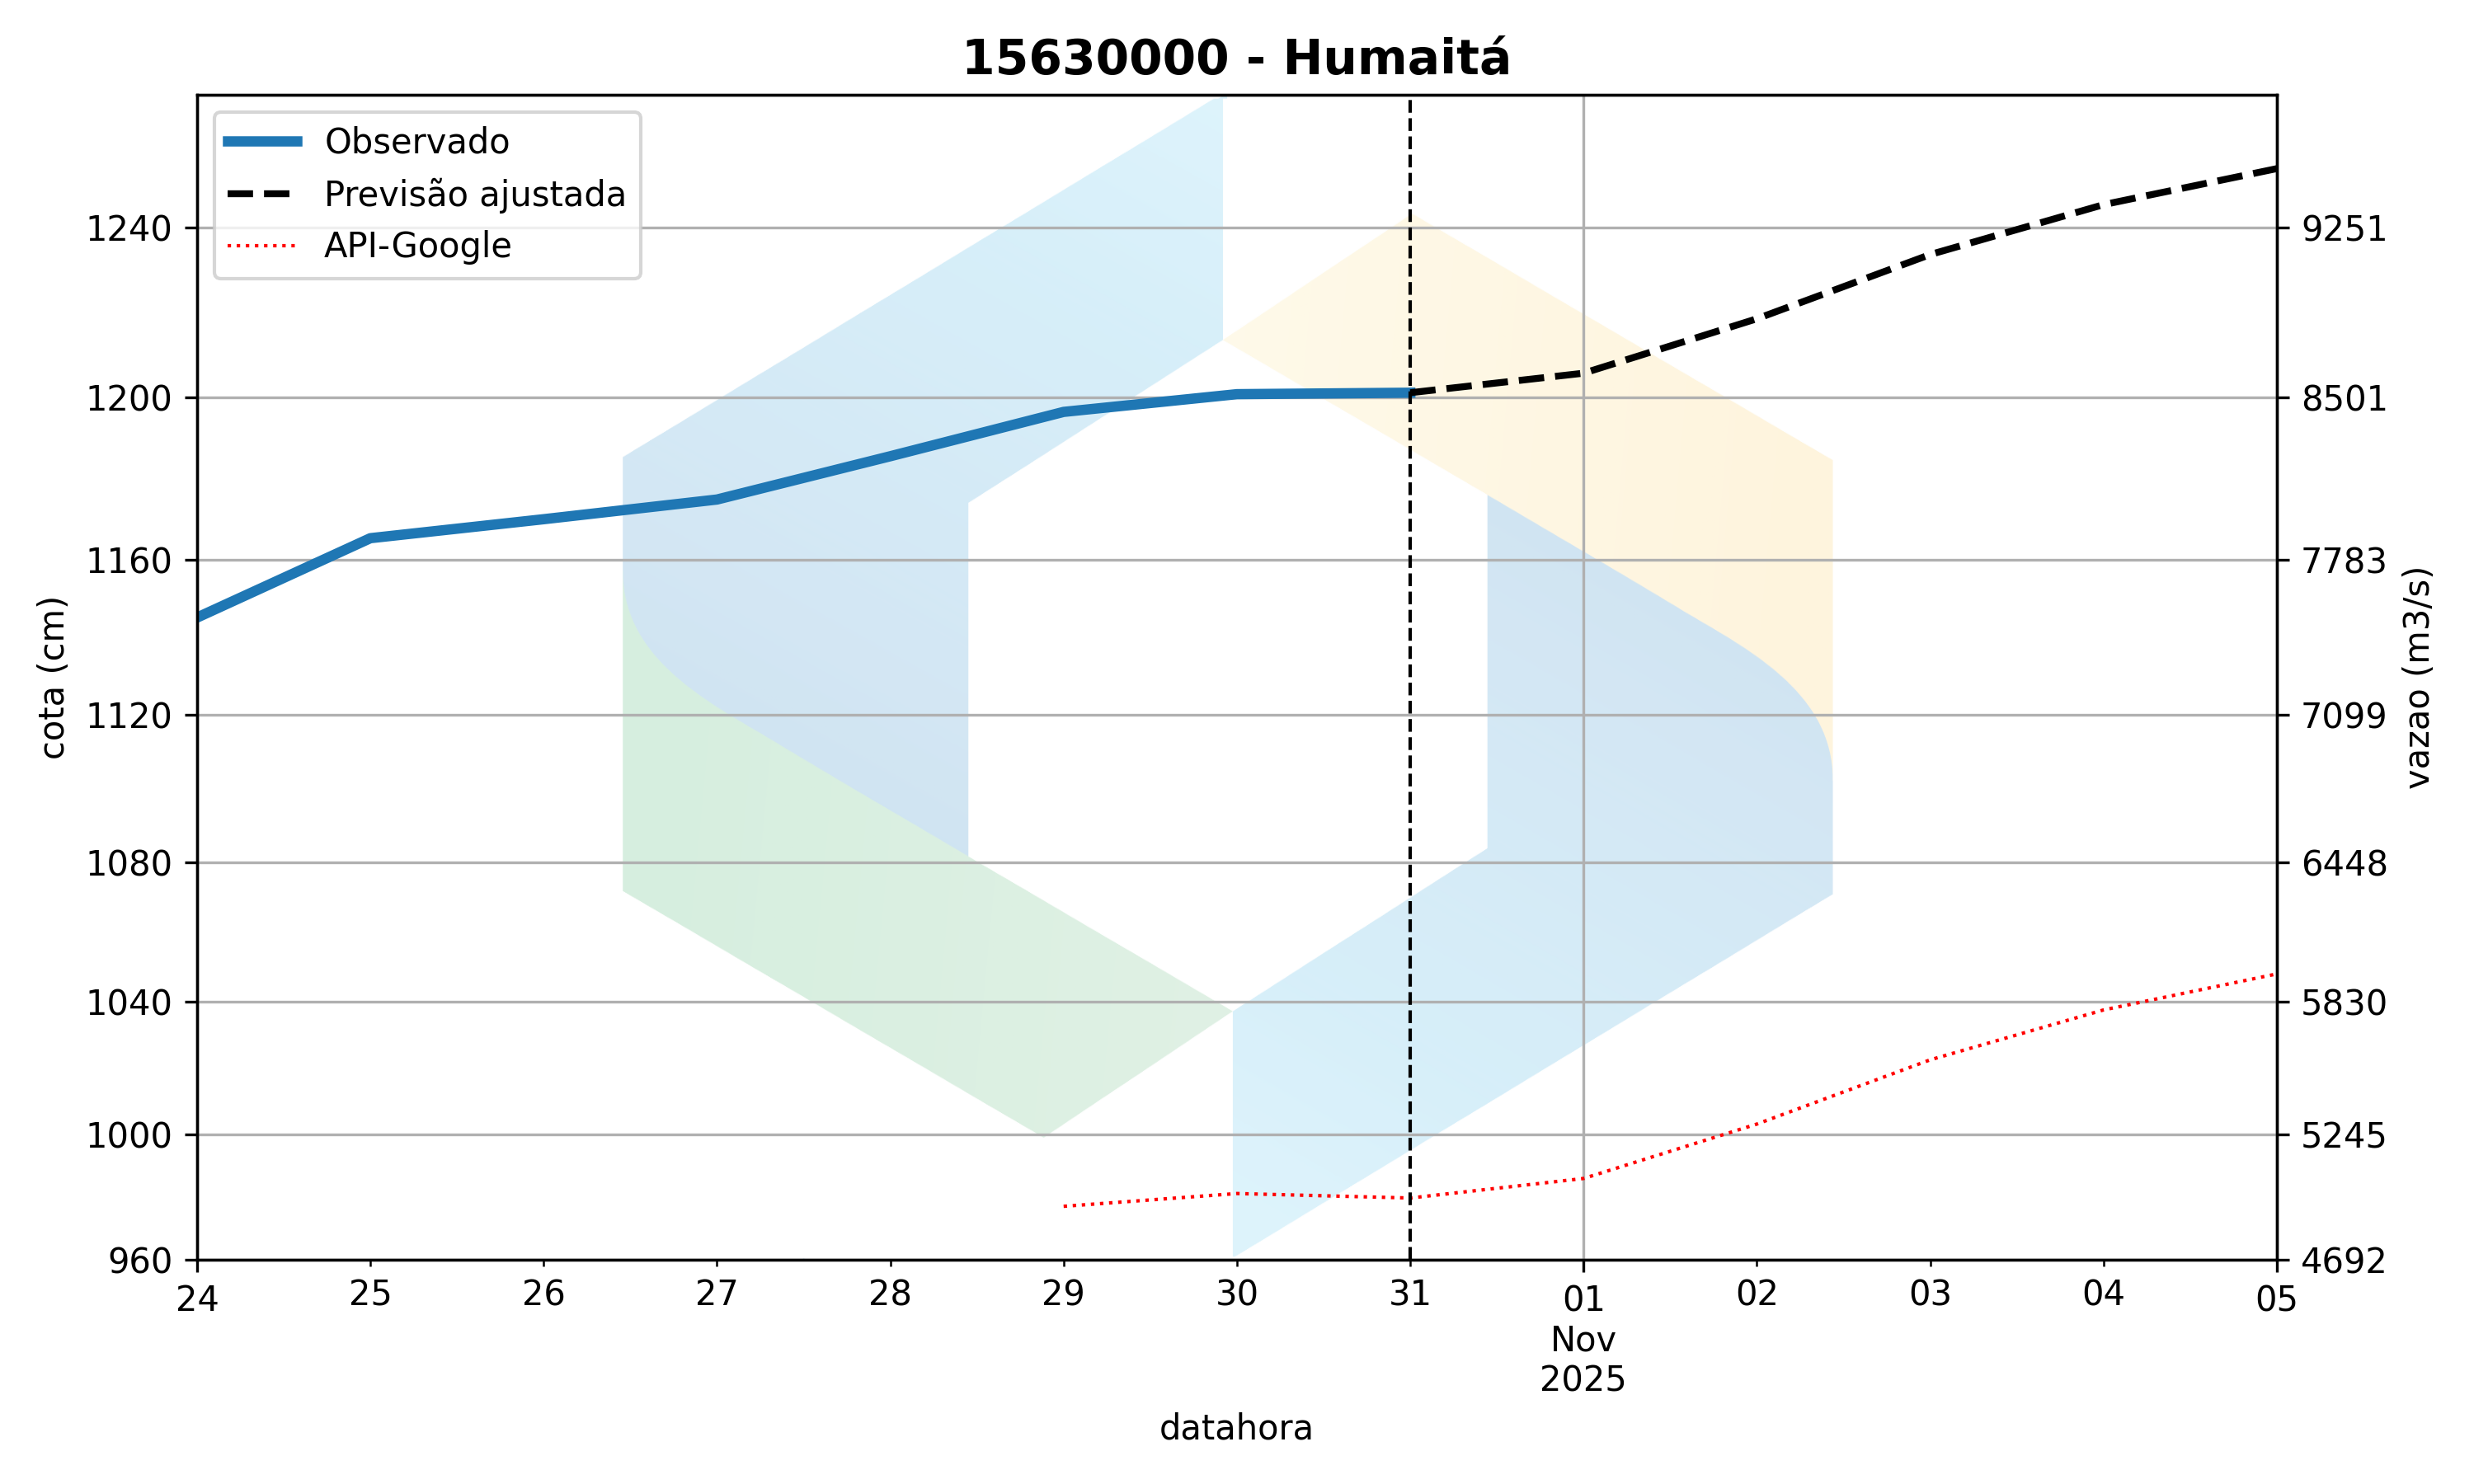 15630000 - Humaitá
Observado
Previsão ajustada
API-Google
cota (cm)
1240
1200
1160
1120
1080
1040
1000
960
9251
8501
7783
7099
6448
5830
5245
4692
vazao (m3/s)
24 25 26 27 28 29 30 31 01 02 03 04 05
Nov
2025
datahora